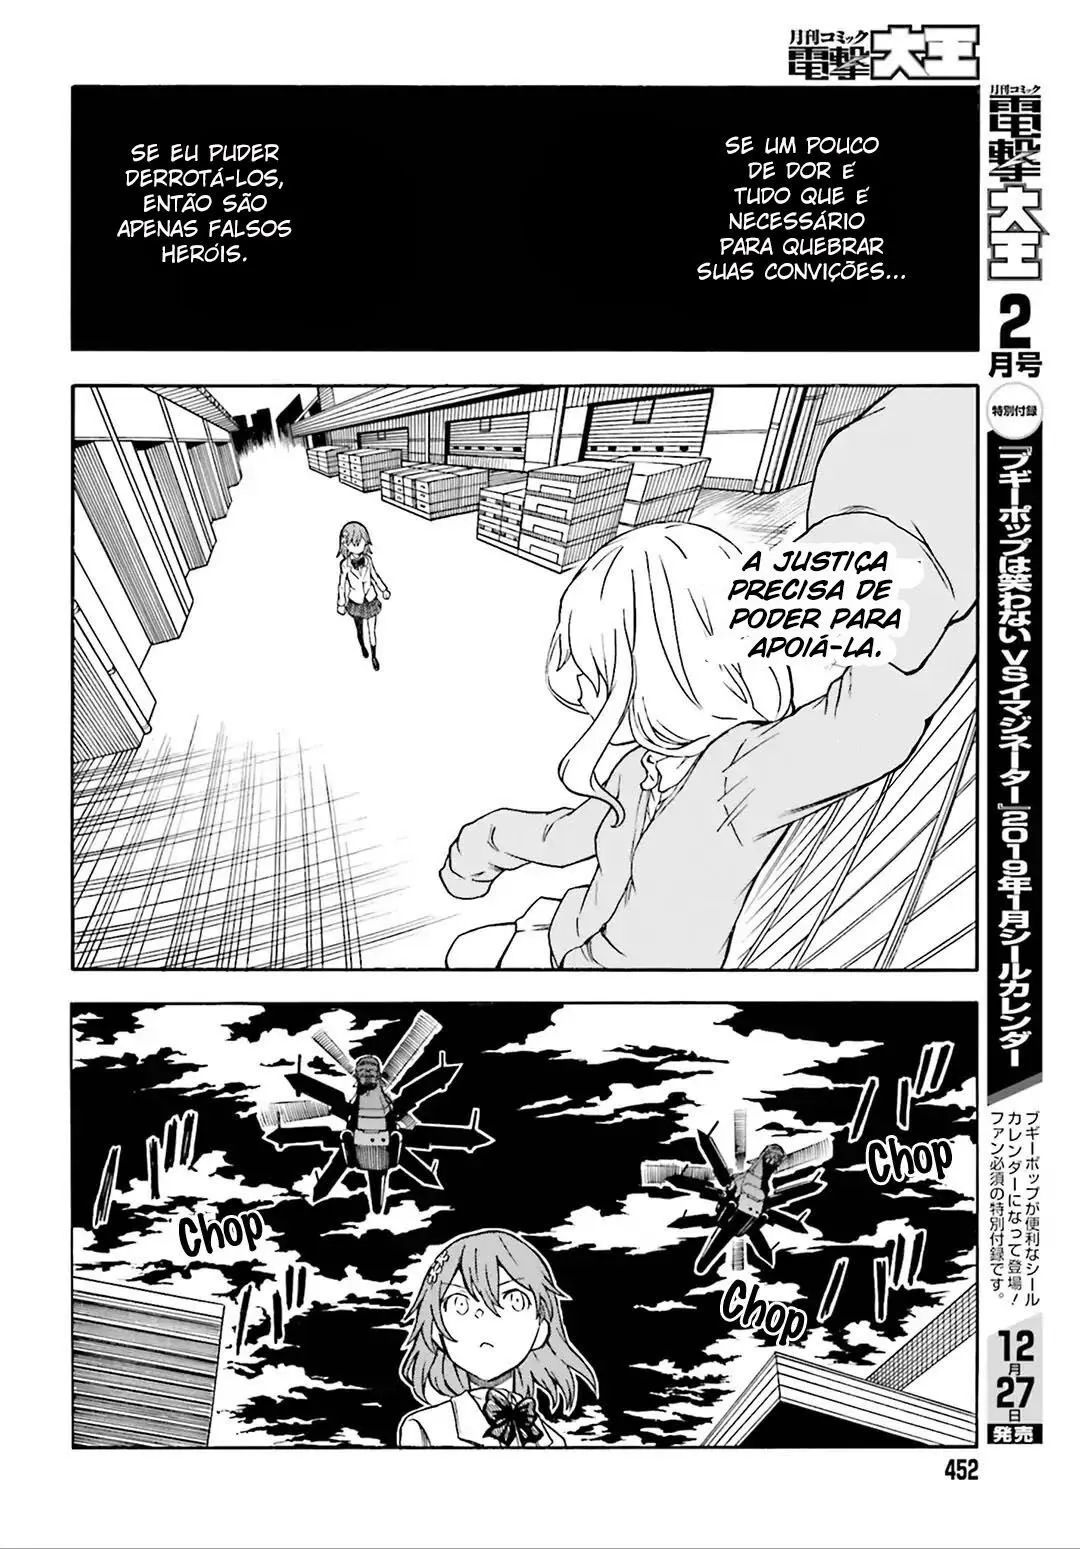 月刊コミック
電撃大王
SE UM POUCO
DE DOR É
TUDO QUE É
NECESSÁRIO
PARA QUEBRAR
SUAS CONVIÇÕES...
SE EU PUDER
DERROTÁ-LOS,
ENTÃO SÃO
APENAS FALSOS
HERÓIS.
A JUSTIÇA
PRECISA DE
PODER PARA
APOIÁ-LA.
CHOP
CHOP
CHOP
月刊コミック
電撃大王
2
月号
特別付録
『ブギーポップは笑わない VSイマジネーター』2019年1月シールカレンダー
ブギーポップが便利なシール
カレンダーになって登場!
ファン必須の特別付録です。
12
月
27
日
発売
452